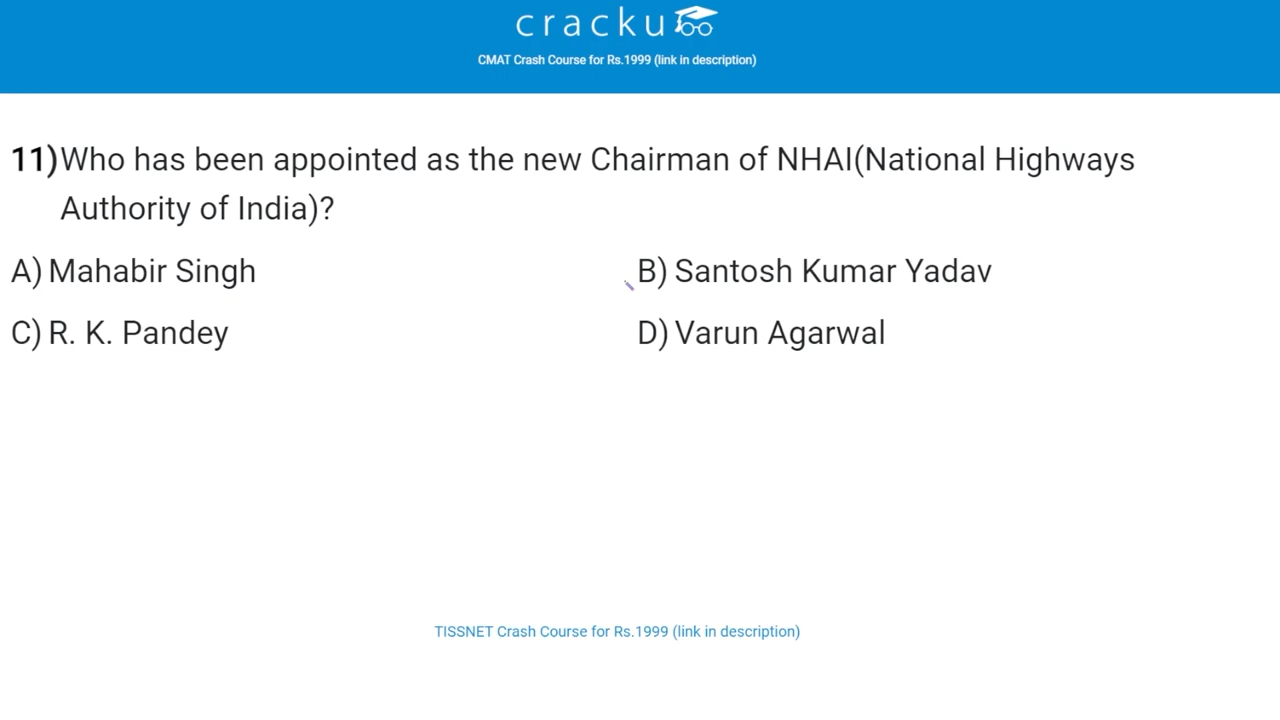 cracku
CMAT Crash Course for Rs.1999 (link in description)
11)Who has been appointed as the new Chairman of NHAI(National Highways
Authority of India)?
A) Mahabir Singh
B) Santosh Kumar Yadav
C) R. K. Pandey
D) Varun Agarwal
TISSNET Crash Course for Rs.1999 (link in description)